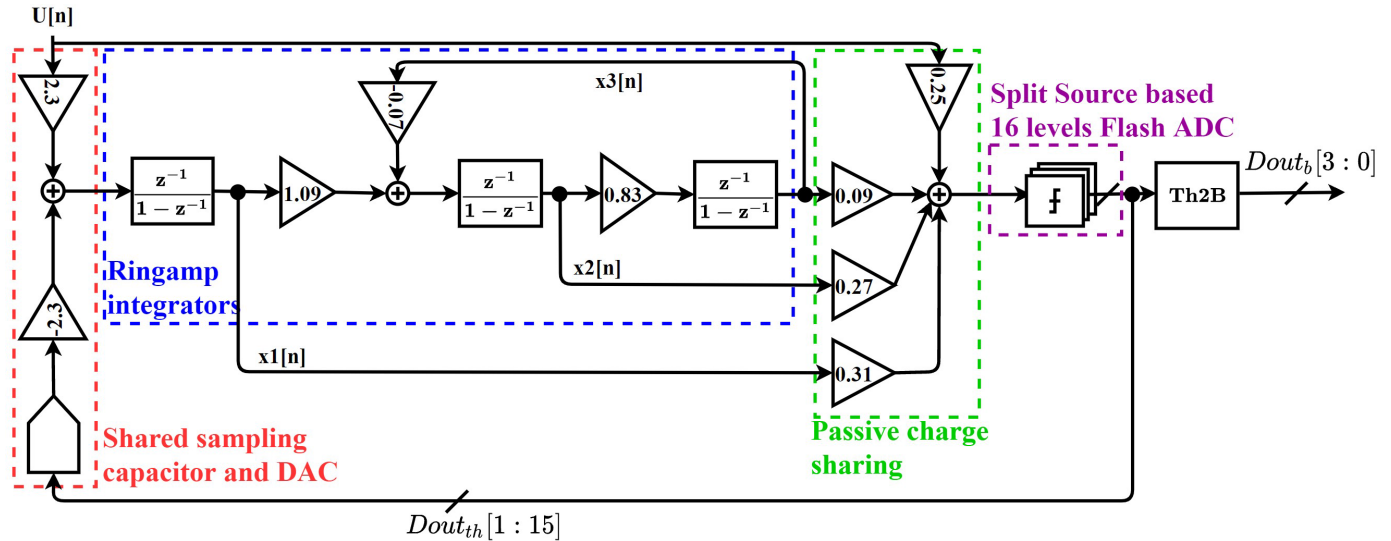 U[n]
2.3
-2.3
Shared sampling
capacitor and DAC
z⁻¹
1 − z⁻¹
Ringamp
integrators
1.09
-0.07
x3[n]
z⁻¹
1 − z⁻¹
0.83
z⁻¹
1 − z⁻¹
x2[n]
x1[n]
0.25
0.09
0.27
0.31
Passive charge
sharing
Split Source based
16 levels Flash ADC
Th2B
Dout_b[3 : 0]
Dout_th[1 : 15]